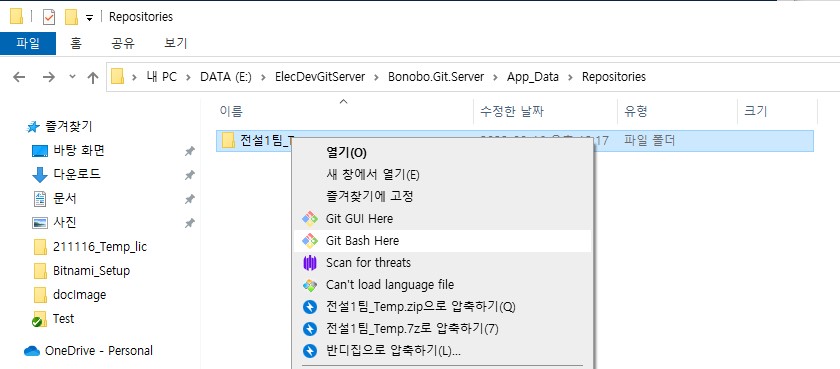 Repositories
파일 홈 공유 보기
내 PC DATA (E:) ElecDevGitServer Bonobo.Git.Server App_Data Repositories
이름 수정한 날짜 유형 크기
즐겨찾기
바탕 화면
다운로드
문서
사진
211116_Temp_lic
Bitnami_Setup
docImage
Test
OneDrive - Personal
전설1팀_T 17 파일 폴더
열기(O)
새 창에서 열기(E)
즐겨찾기에 고정
Git GUI Here
Git Bash Here
Scan for threats
Can't load language file
전설1팀_Temp.zip으로 압축하기(Q)
전설1팀_Temp.7z로 압축하기(7)
반디집으로 압축하기(L)...